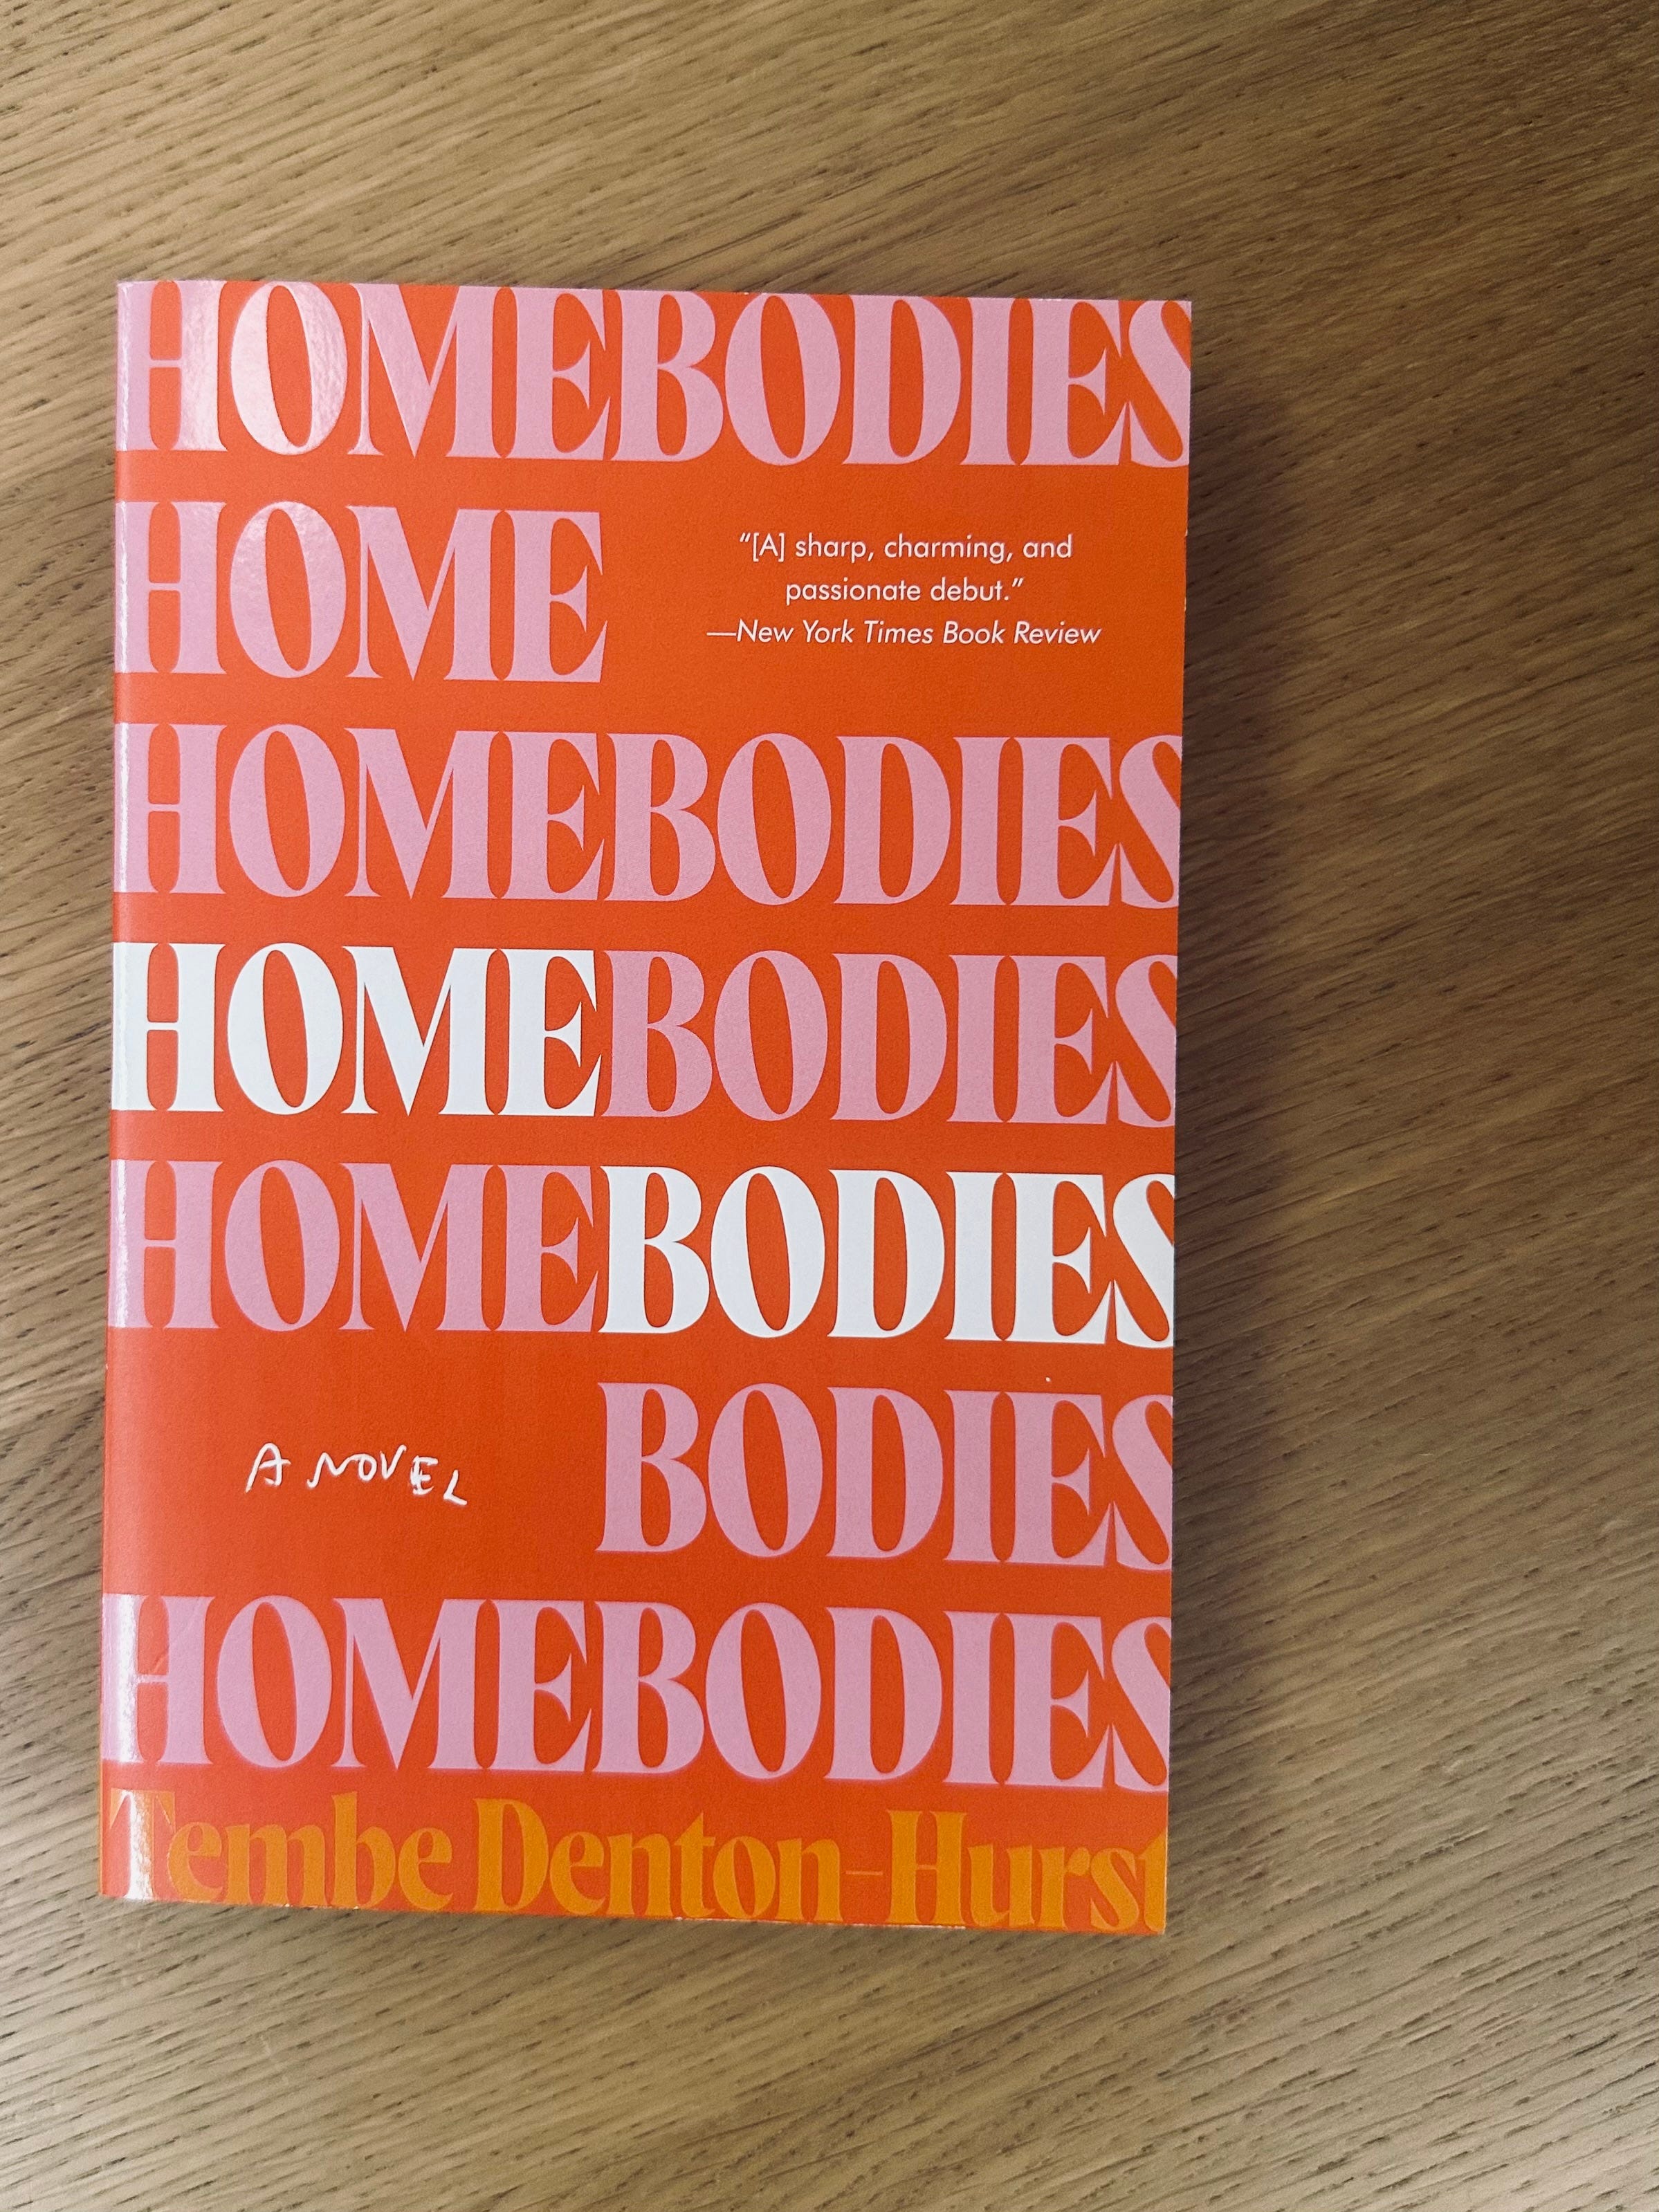 HOMEBODIES
HOME
“[A] sharp, charming, and
passionate debut.”
—New York Times Book Review
HOMEBODIES
HOMEBODIES
HOMEBODIES
A NOVEL
BODIES
HOMEBODIES
Tembe Denton-Hurst